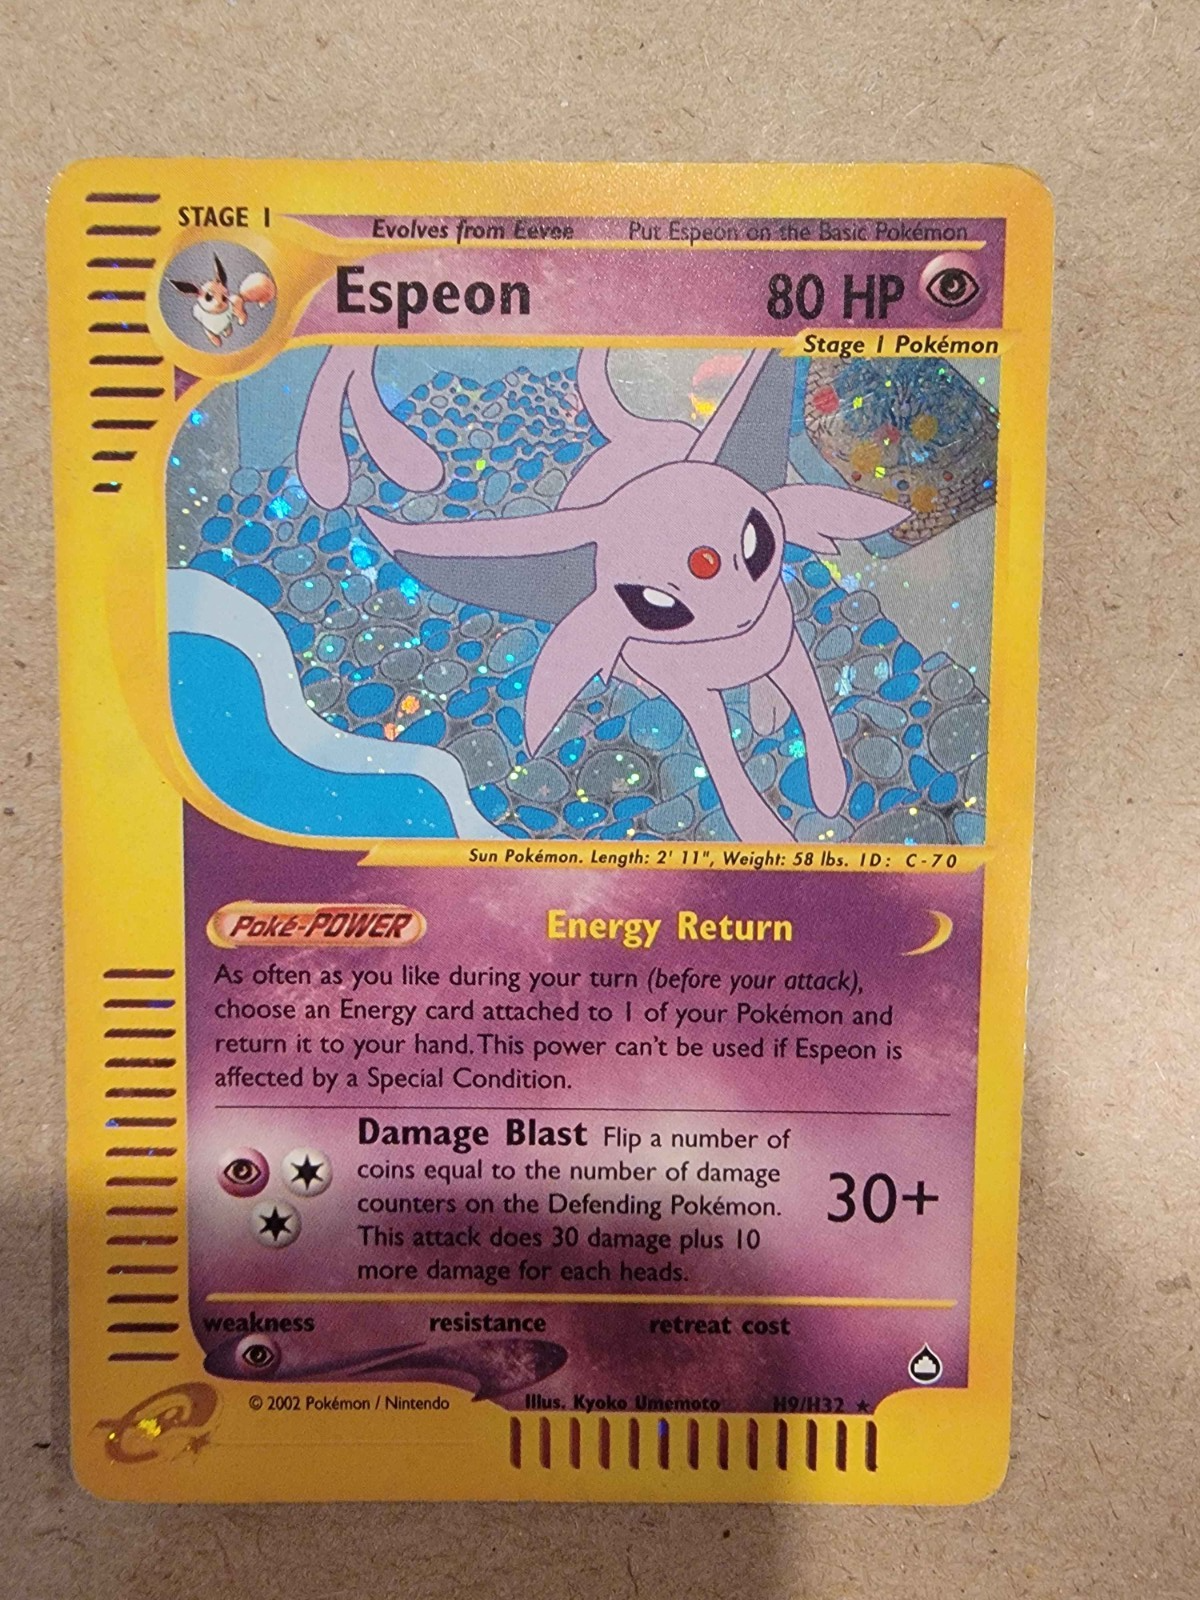 STAGE 1
Evolves from Eevee Put Espeon on the Basic Pokémon
Espeon 80 HP
Stage 1 Pokémon
Sun Pokémon. Length: 2' 11", Weight: 58 lbs. ID: C-70
Poké-POWER Energy Return
As often as you like during your turn (before your attack),
choose an Energy card attached to 1 of your Pokémon and
return it to your hand. This power can't be used if Espeon is
affected by a Special Condition.
Damage Blast Flip a number of
coins equal to the number of damage
counters on the Defending Pokémon.
This attack does 30 damage plus 10
more damage for each heads.
30+
weakness resistance retreat cost
© 2002 Pokémon / Nintendo Illus. Kyoko Umemoto H9/H32 ★
e